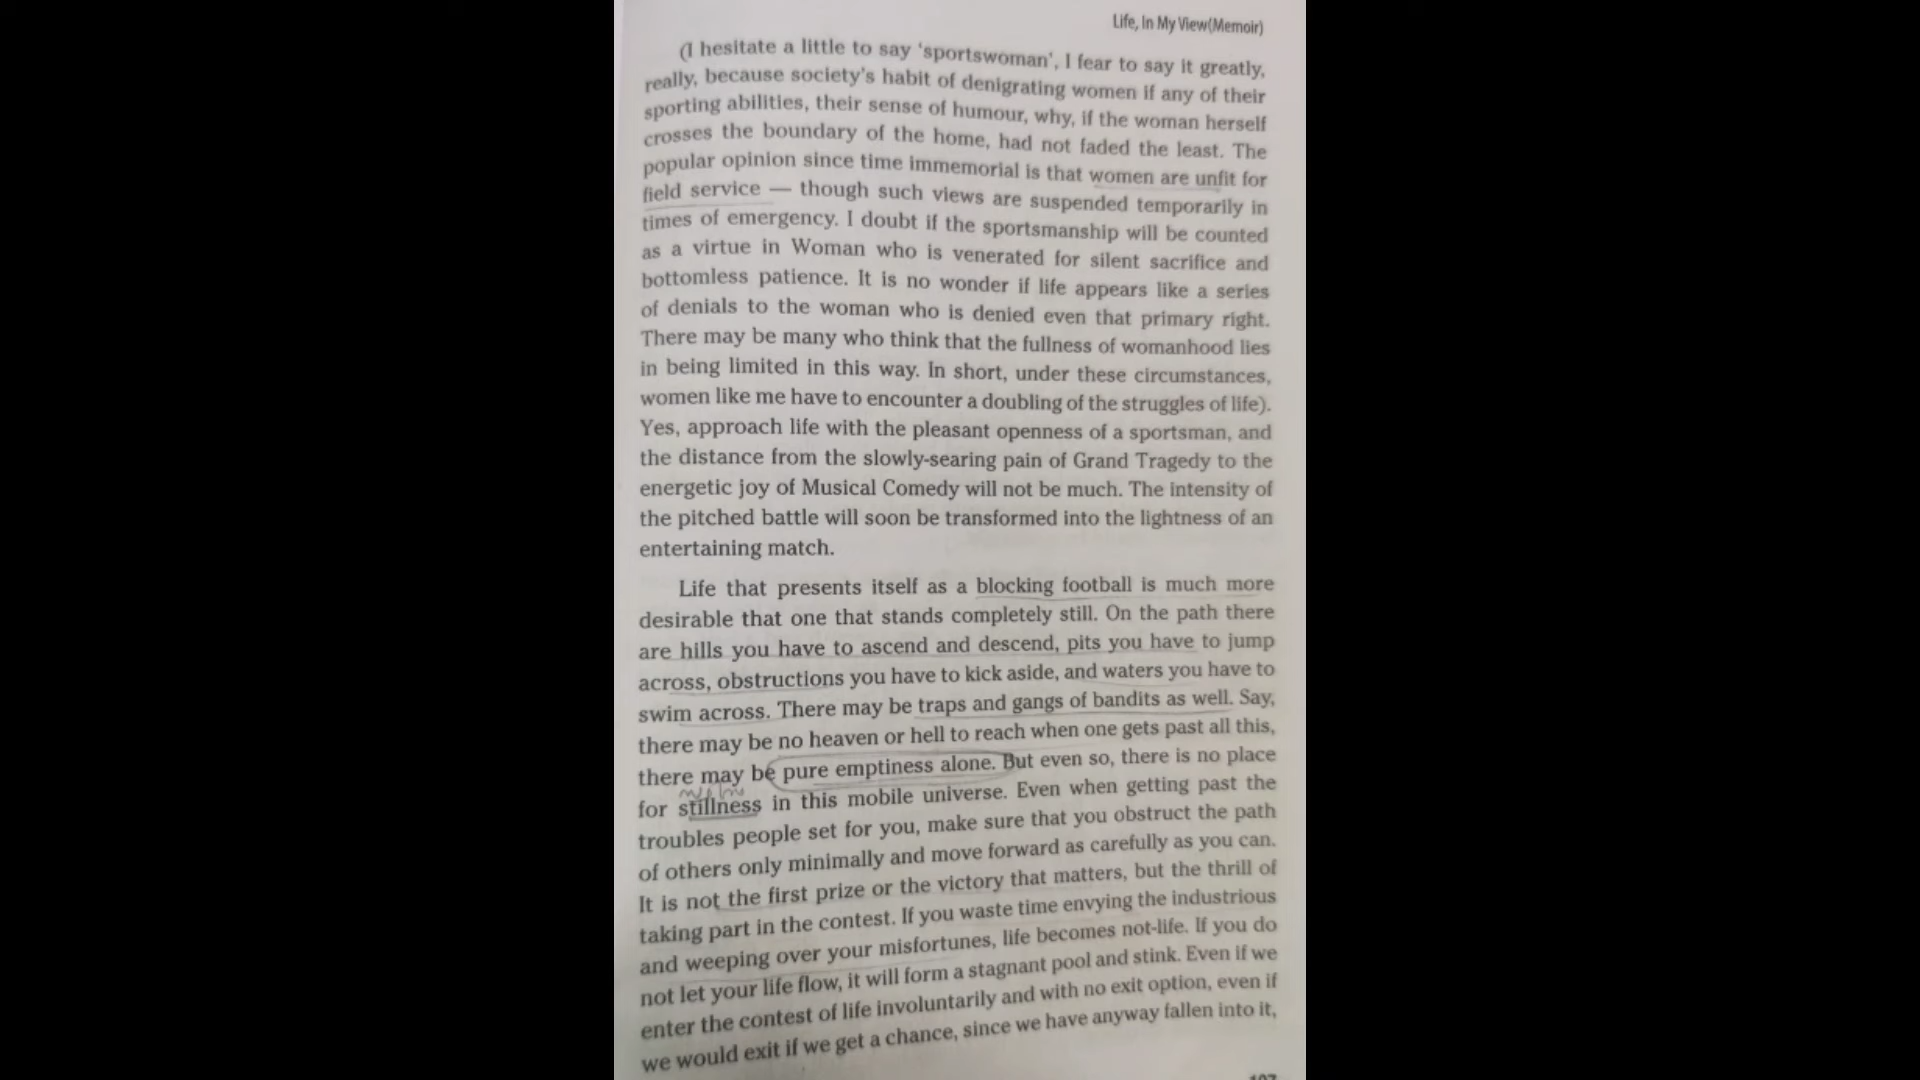 Life, In My View(Memoir)
(I hesitate a little to say ‘sportswoman’, I fear to say it greatly,
really, because society’s habit of denigrating women if any of their
sporting abilities, their sense of humour, why, if the woman herself
crosses the boundary of the home, had not faded the least. The
popular opinion since time immemorial is that women are unfit for
field service — though such views are suspended temporarily in
times of emergency. I doubt if the sportsmanship will be counted
as a virtue in Woman who is venerated for silent sacrifice and
bottomless patience. It is no wonder if life appears like a series
of denials to the woman who is denied even that primary right.
There may be many who think that the fullness of womanhood lies
in being limited in this way. In short, under these circumstances,
women like me have to encounter a doubling of the struggles of life).
Yes, approach life with the pleasant openness of a sportsman, and
the distance from the slowly-searing pain of Grand Tragedy to the
energetic joy of Musical Comedy will not be much. The intensity of
the pitched battle will soon be transformed into the lightness of an
entertaining match.
Life that presents itself as a blocking football is much more
desirable that one that stands completely still. On the path there
are hills you have to ascend and descend, pits you have to jump
across, obstructions you have to kick aside, and waters you have to
swim across. There may be traps and gangs of bandits as well. Say,
there may be no heaven or hell to reach when one gets past all this,
there may be pure emptiness alone. But even so, there is no place
for stillness in this mobile universe. Even when getting past the
troubles people set for you, make sure that you obstruct the path
of others only minimally and move forward as carefully as you can.
It is not the first prize or the victory that matters, but the thrill of
taking part in the contest. If you waste time envying the industrious
and weeping over your misfortunes, life becomes not-life. If you do
not let your life flow, it will form a stagnant pool and stink. Even if we
enter the contest of life involuntarily and with no exit option, even if
we would exit if we get a chance, since we have anyway fallen into it,